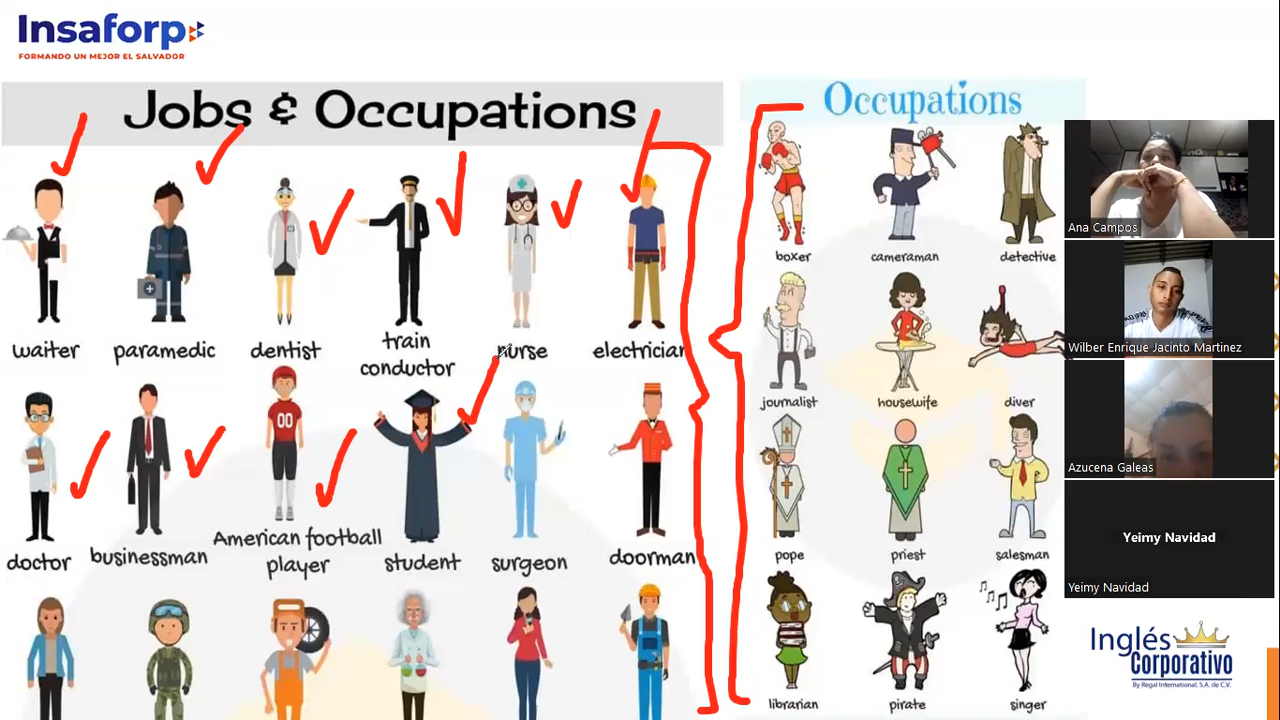 Insaforp
FORMANDO UN MEJOR EL SALVADOR
Jobs & Occupations
waiter
paramedic
dentist
train
conductor
nurse
electrician
00
doctor
businessman
American football
player
student
surgeon
doorman
Occupations
boxer
cameraman
detective
journalist
housewife
diver
pope
priest
salesman
librarian
pirate
singer
Ana Campos
Wilber Enrique Jacinto Martinez
Azucena Galeas
Yeimy Navidad
Yeimy Navidad
Inglés
Corporativo
By Regal International, S.A. de C.V.